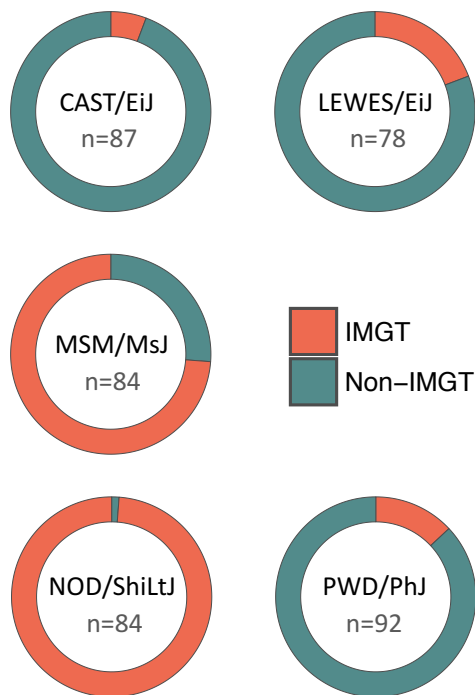 CAST/EiJ
n=87
LEWES/EiJ
n=78
MSM/MsJ
n=84
IMGT
Non−IMGT
NOD/ShiLtJ
n=84
PWD/PhJ
n=92